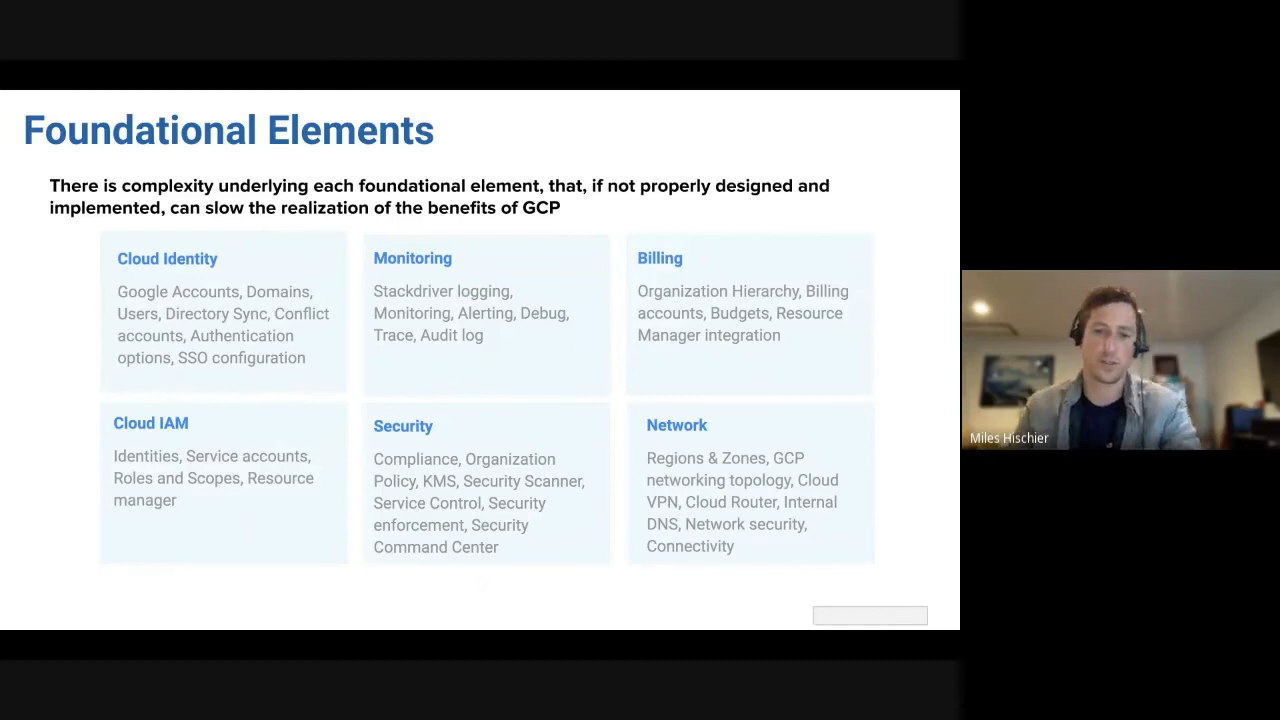 Foundational Elements
There is complexity underlying each foundational element, that, if not properly designed and
implemented, can slow the realization of the benefits of GCP
Cloud Identity
Google Accounts, Domains,
Users, Directory Sync, Conflict
accounts, Authentication
options, SSO configuration
Monitoring
Stackdriver logging,
Monitoring, Alerting, Debug,
Trace, Audit log
Billing
Organization Hierarchy, Billing
accounts, Budgets, Resource
Manager integration
Cloud IAM
Identities, Service accounts,
Roles and Scopes, Resource
manager
Security
Compliance, Organization
Policy, KMS, Security Scanner,
Service Control, Security
enforcement, Security
Command Center
Network
Regions & Zones, GCP
networking topology, Cloud
VPN, Cloud Router, Internal
DNS, Network security,
Connectivity
Miles Hischier